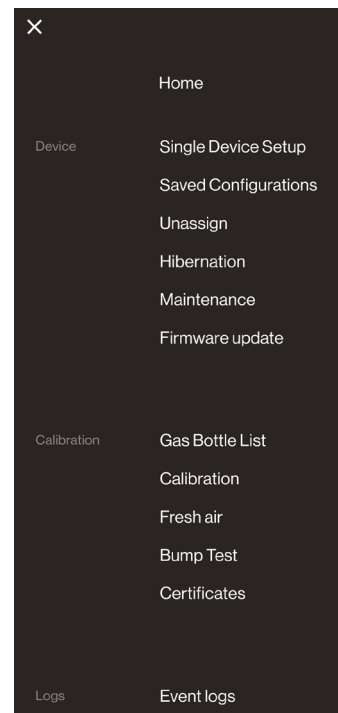 Home
Device Single Device Setup
Saved Configurations
Unassign
Hibernation
Maintenance
Firmware update
Calibration Gas Bottle List
Calibration
Fresh air
Bump Test
Certificates
Logs Event logs